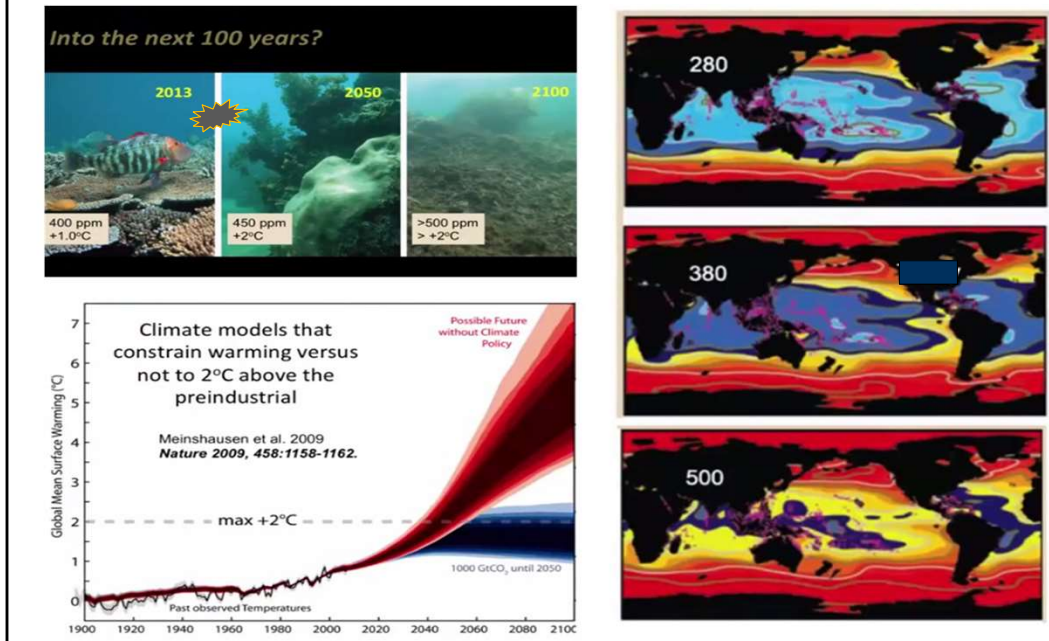 Into the next 100 years?
2013
2050
2100
400 ppm
+1.0°C
450 ppm
+2°C
>500 ppm
> +2°C
7
6
5
4
3
2
1
0
Global Mean Surface Warming (°C)
Climate models that
constrain warming versus
not to 2°C above the
preindustrial
Meinshausen et al. 2009
Nature 2009, 458:1158-1162.
Possible Future
without Climate
Policy
max +2°C
1000 GtCO₂ until 2050
Past observed Temperatures
1900 1920 1940 1960 1980 2000 2020 2040 2060 2080 2100
280
380
500